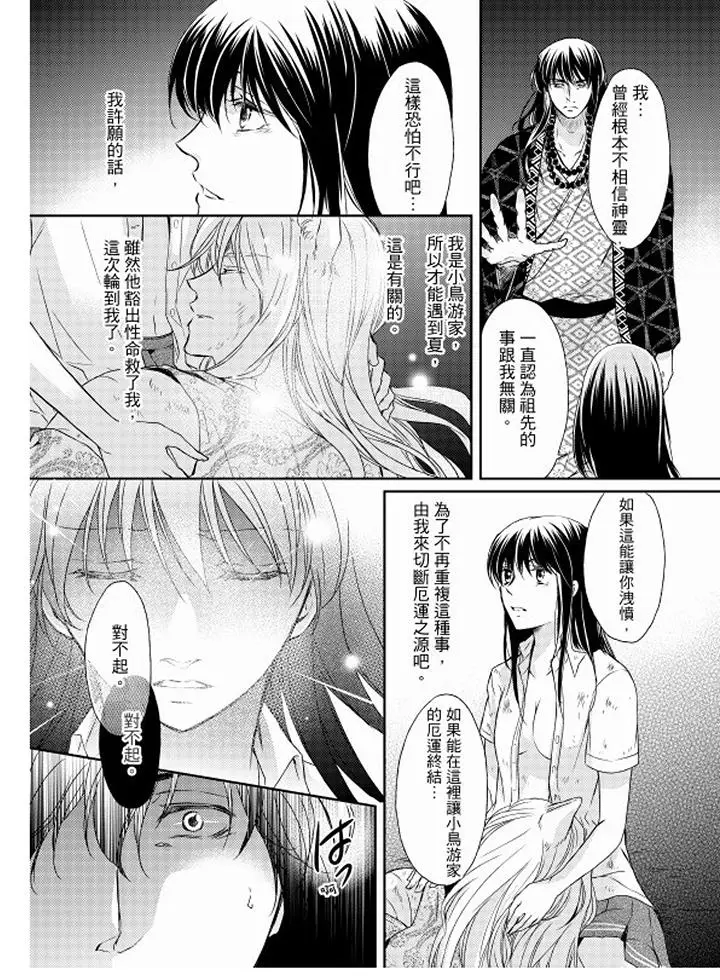 我…
曾經根本不相信神靈…
一直認為祖先的
事跟我無關。
這樣恐怕不行吧…
我許願的話，
我是小鳥游家，
所以才能遇到夏，
這是有關的。
雖然他豁出性命救了我，
這次輪到我了。
如果這能讓你洩憤，
為了不再重複這種事，
由我來切斷厄運之源吧。
如果能在這裡讓小鳥游家
的厄運終結…
對不起。
對不起。
はっ
啊